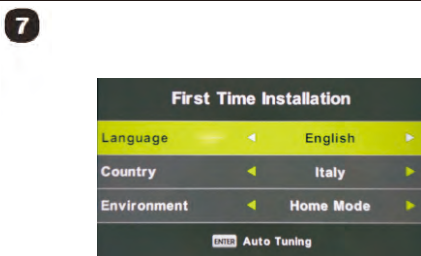 7
First Time Installation
Language English
Country Italy
Environment Home Mode
ENTER Auto Tuning